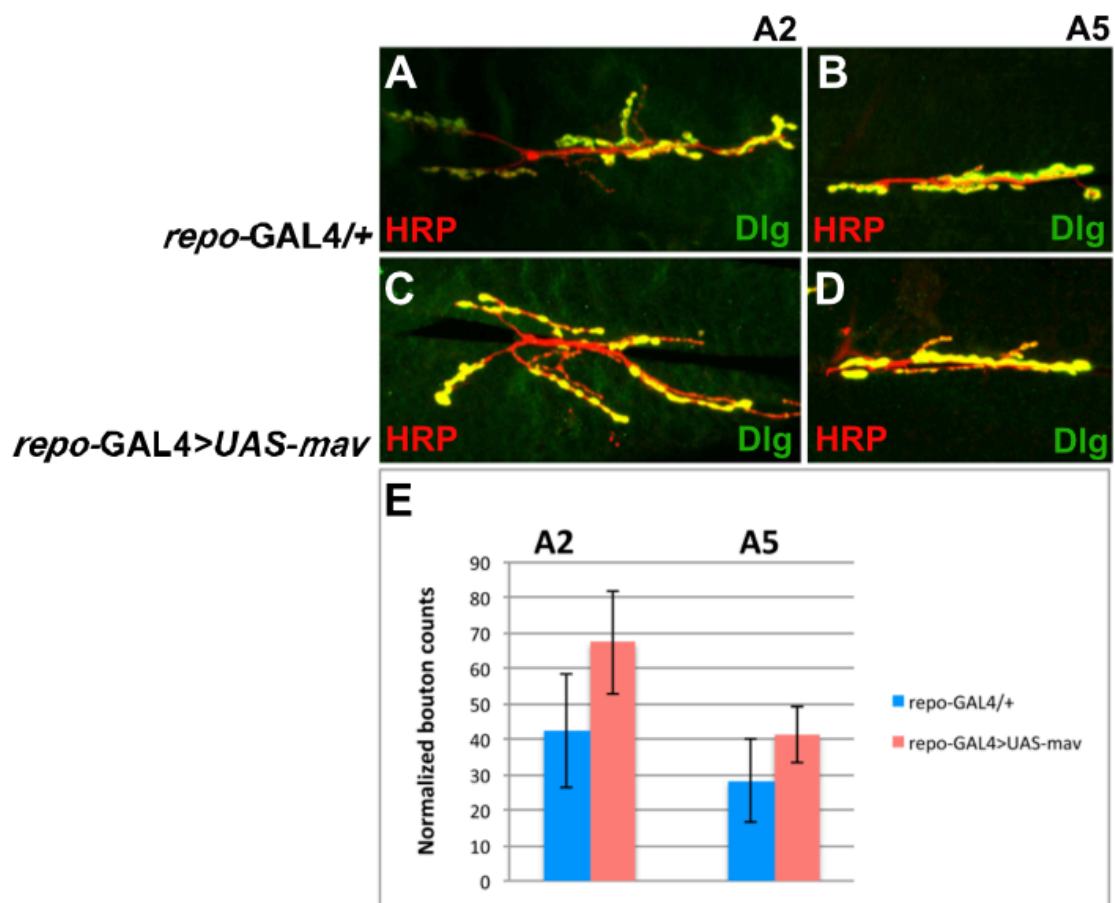 A2 A5
A B
repo-GAL4/+ HRP Dlg HRP Dlg
C D
repo-GAL4>UAS-mav HRP Dlg HRP Dlg
E
A2 A5
Normalized bouton counts
90
80
70
60
50
40
30
20
10
0
repo-GAL4/+
repo-GAL4>UAS-mav